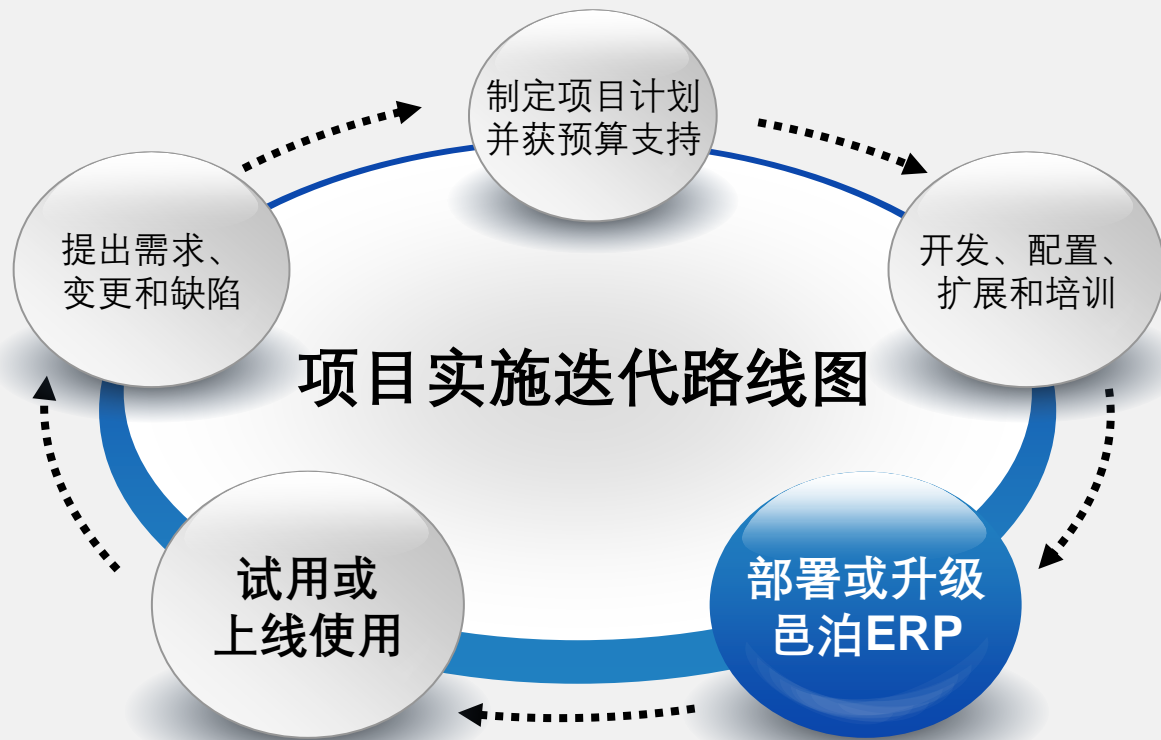 制定项目计划
并获预算支持
提出需求、
变更和缺陷
开发、配置、
扩展和培训
项目实施迭代路线图
试用或
上线使用
部署或升级
邑泊ERP